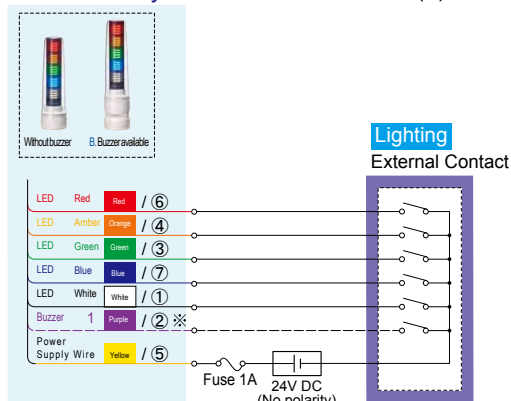 Without buzzer
B. Buzzer available
Lighting
External Contact
LED Red Red / ⑥
LED Amber Orange / ④
LED Green Green / ③
LED Blue Blue / ⑦
LED White White / ①
Buzzer 1 Purple / ② ※
Power
Supply Wire Yellow / ⑤
Fuse 1A
24V DC
(No polarity)